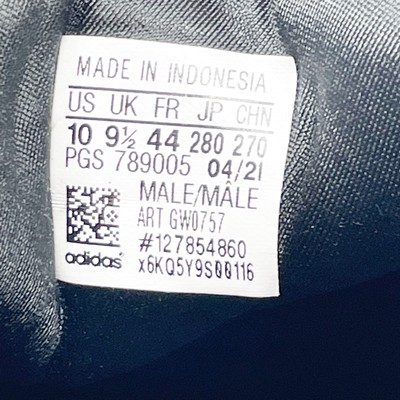 MADE IN INDONESIA
US UK FR JP CHN
10 9½ 44 280 270
PGS 789005 04/21
MALE/MÂLE
ART GW0757
#127854860
adidas x6KQ5Y9S00116